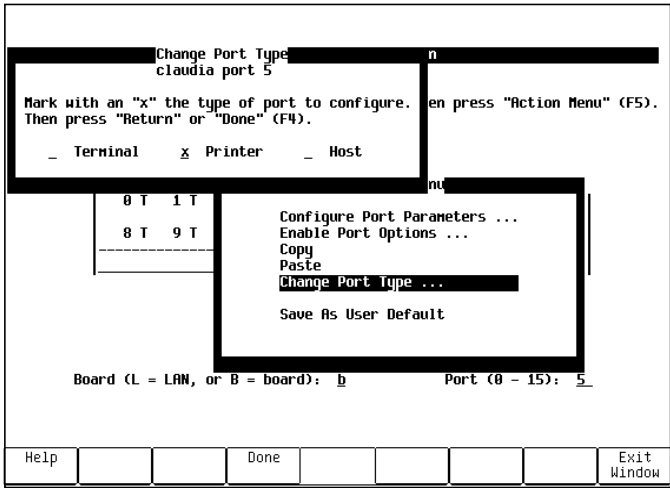 Change Port Type
claudia port 5
n
Mark with an "x" the type of port to configure.
en press "Action Menu" (F5).
Then press "Return" or "Done" (F4).
_ Terminal x Printer _ Host
nu
0 T 1 T
8 T 9 T
Configure Port Parameters ...
Enable Port Options ...
Copy
Paste
Change Port Type ...
Save As User Default
Board (L = LAN, or B = board): b Port (0 - 15): 5
Help Done Exit
Window